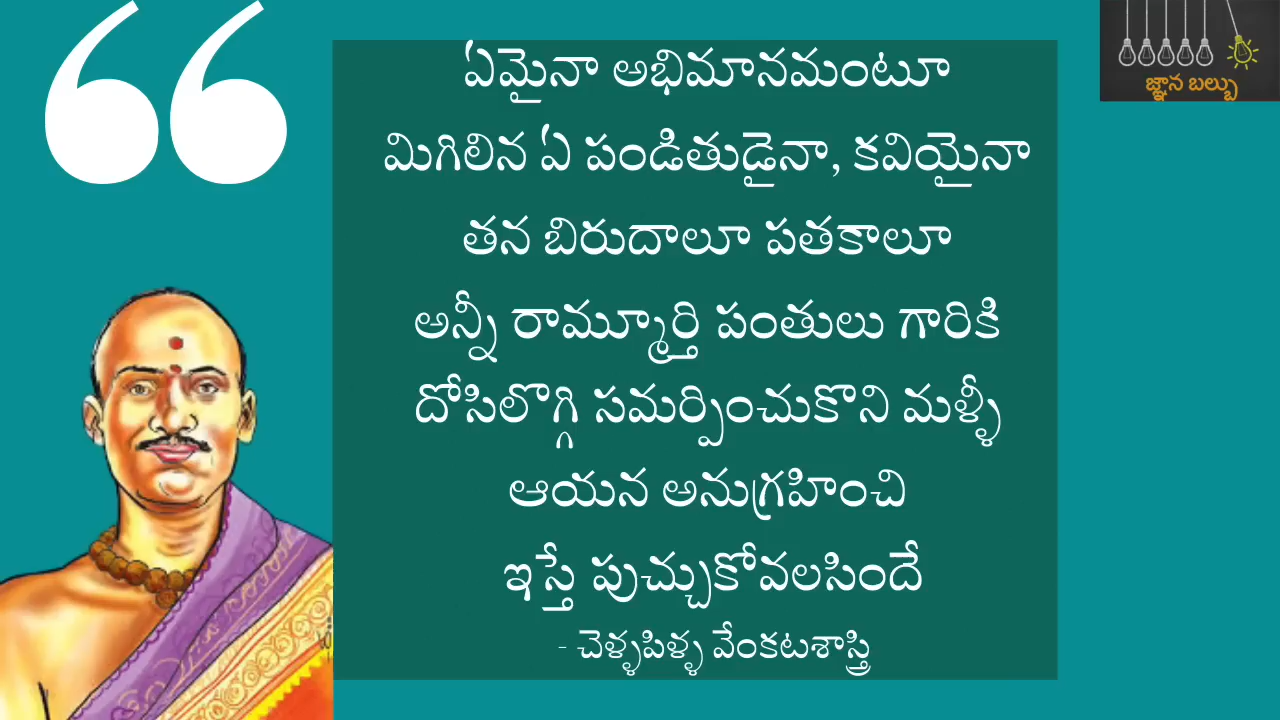 జ్ఞాన బల్బు
ఏమైనా అభిమానమంటూ
మిగిలిన ఏ పండితుడైనా, కవియైనా
తన బిరుదాలూ పతకాలూ
అన్నీ రామ్మూర్తి పంతులు గారికి
దోసిలొగ్గి సమర్పించుకొని మళ్ళీ
ఆయన అనుగ్రహించి
ఇస్తే పుచ్చుకోవలసిందే
- చెళ్ళపిళ్ళ వేంకటశాస్త్రి